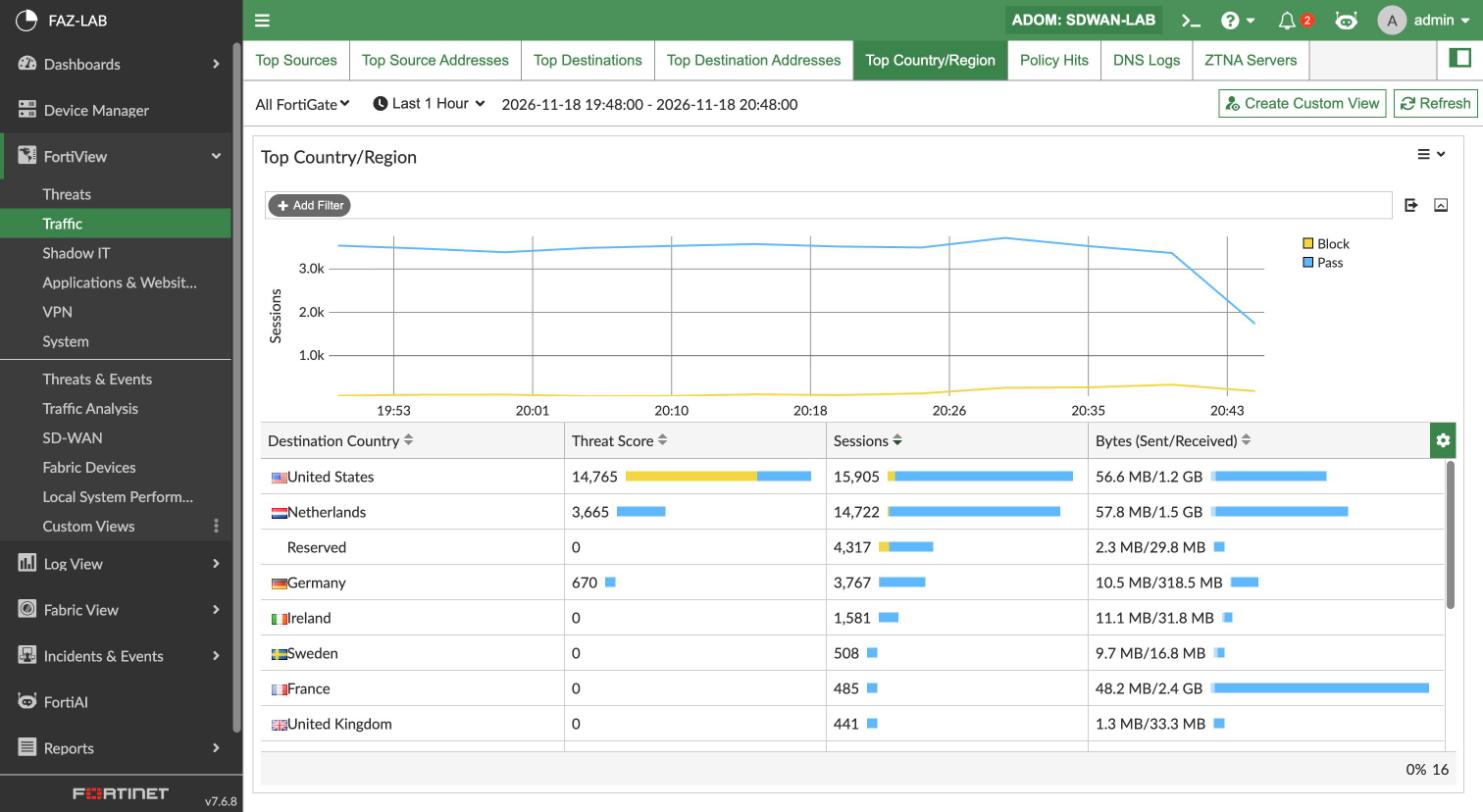 FAZ-LAB
ADOM: SDWAN-LAB
2
A
admin
Dashboards
Device Manager
FortiView
Threats
Traffic
Shadow IT
Applications & Websit...
VPN
System
Threats & Events
Traffic Analysis
SD-WAN
Fabric Devices
Local System Perform...
Custom Views
Log View
Fabric View
Incidents & Events
FortiAI
Reports
FORTINET
v7.6.8
Top Sources Top Source Addresses Top Destinations Top Destination Addresses Top Country/Region Policy Hits DNS Logs ZTNA Servers
All FortiGate Last 1 Hour 2026-11-18 19:48:00 - 2026-11-18 20:48:00 Create Custom View Refresh
Top Country/Region
Add Filter
Block
Pass
Sessions
3.0k
2.0k
1.0k
19:53 20:01 20:10 20:18 20:26 20:35 20:43
Destination Country Threat Score Sessions Bytes (Sent/Received)
United States 14,765 15,905 56.6 MB/1.2 GB
Netherlands 3,665 14,722 57.8 MB/1.5 GB
Reserved 0 4,317 2.3 MB/29.8 MB
Germany 670 3,767 10.5 MB/318.5 MB
Ireland 0 1,581 11.1 MB/31.8 MB
Sweden 0 508 9.7 MB/16.8 MB
France 0 485 48.2 MB/2.4 GB
United Kingdom 0 441 1.3 MB/33.3 MB
0% 16